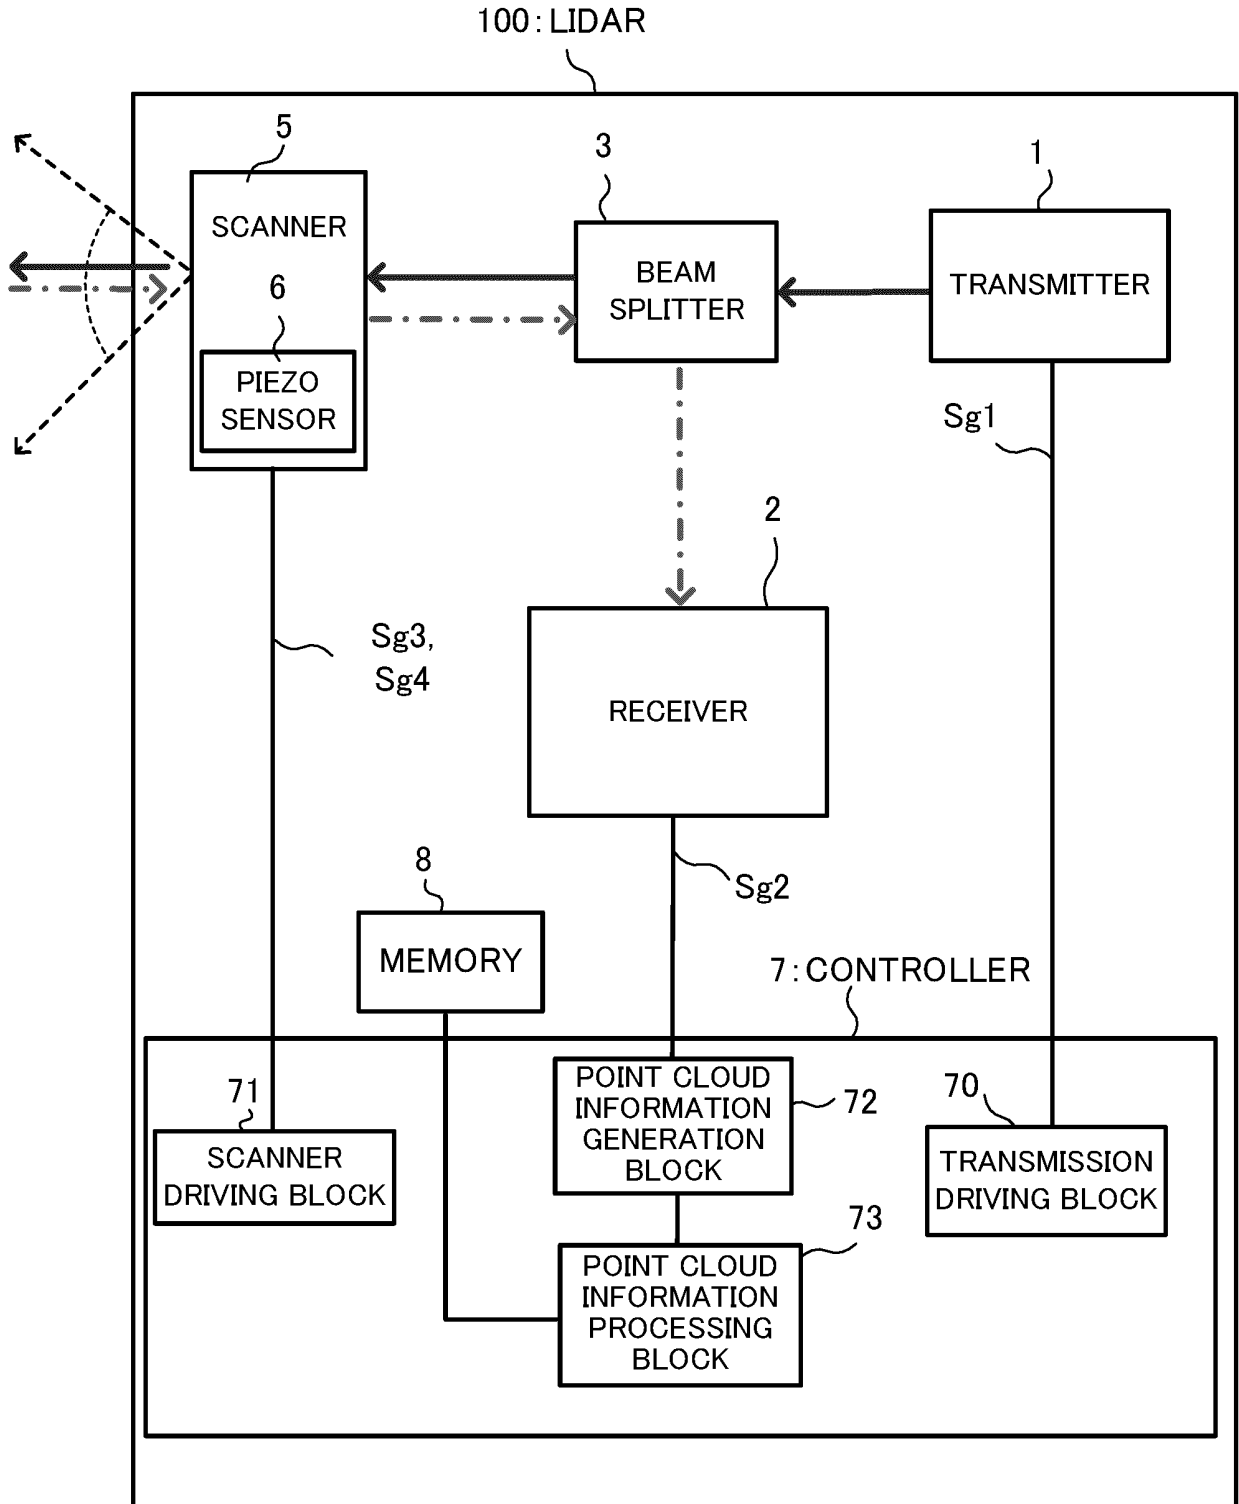 100:LIDAR
5
3
1
SCANNER
BEAM
SPLITTER
TRANSMITTER
6
PIEZO
SENSOR
Sg1
2
Sg3,
Sg4
RECEIVER
8
Sg2
MEMORY
7:CONTROLLER
71
SCANNER
DRIVING BLOCK
POINT CLOUD
INFORMATION
GENERATION
BLOCK
72
70
TRANSMISSION
DRIVING BLOCK
73
POINT CLOUD
INFORMATION
PROCESSING
BLOCK